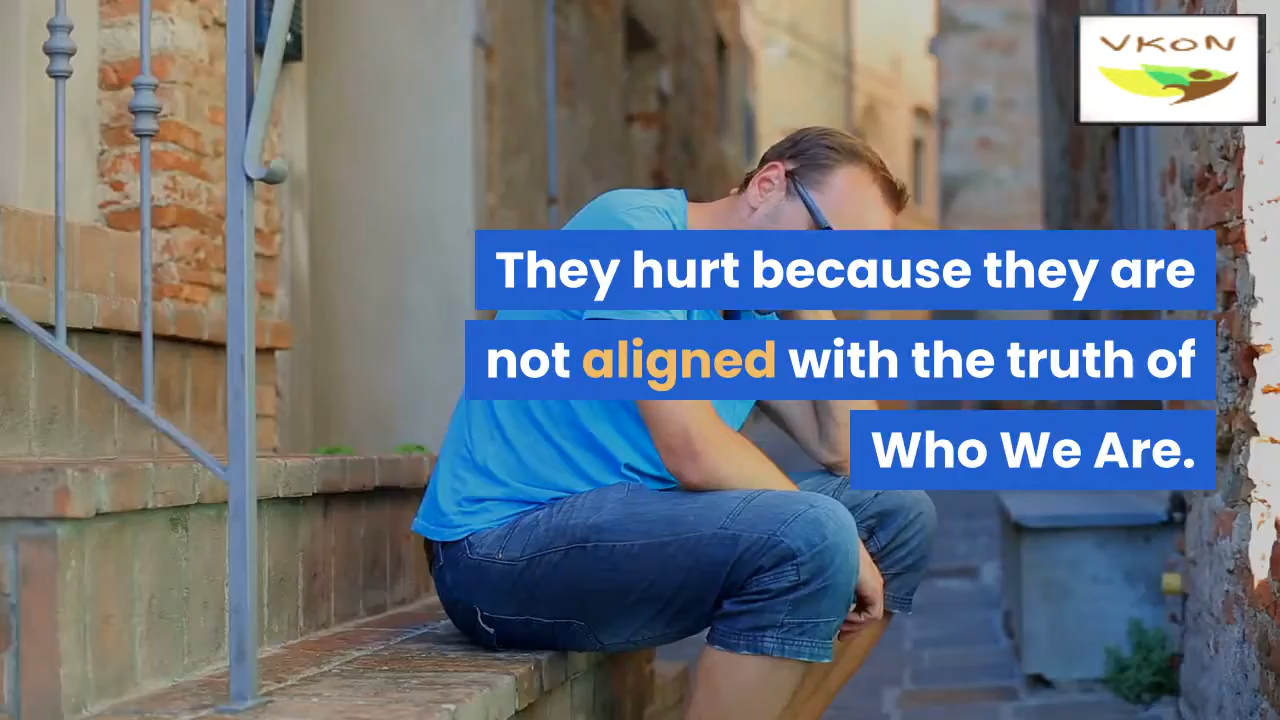 VKON
They hurt because they are
not aligned with the truth of
Who We Are.